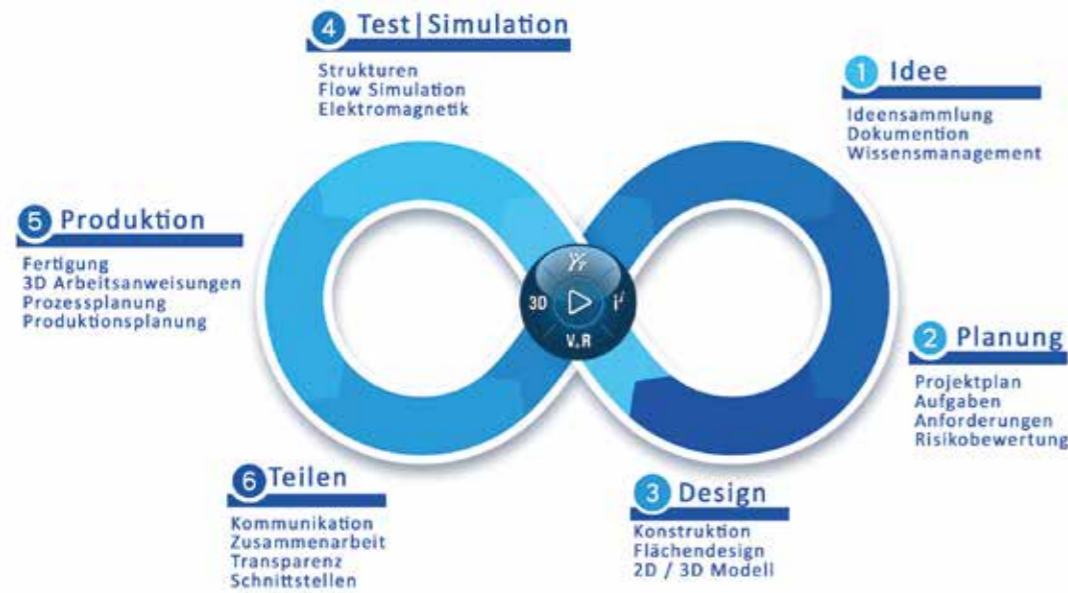 4 Test|Simulation
Strukturen
Flow Simulation
Elektromagnetik
1 Idee
Ideensammlung
Dokumention
Wissensmanagement
5 Produktion
Fertigung
3D Arbeitsanweisungen
Prozessplanung
Produktionsplanung
3D
V.R
2 Planung
Projektplan
Aufgaben
Anforderungen
Risikobewertung
6 Teilen
Kommunikation
Zusammenarbeit
Transparenz
Schnittstellen
3 Design
Konstruktion
Flächendesign
2D / 3D Modell